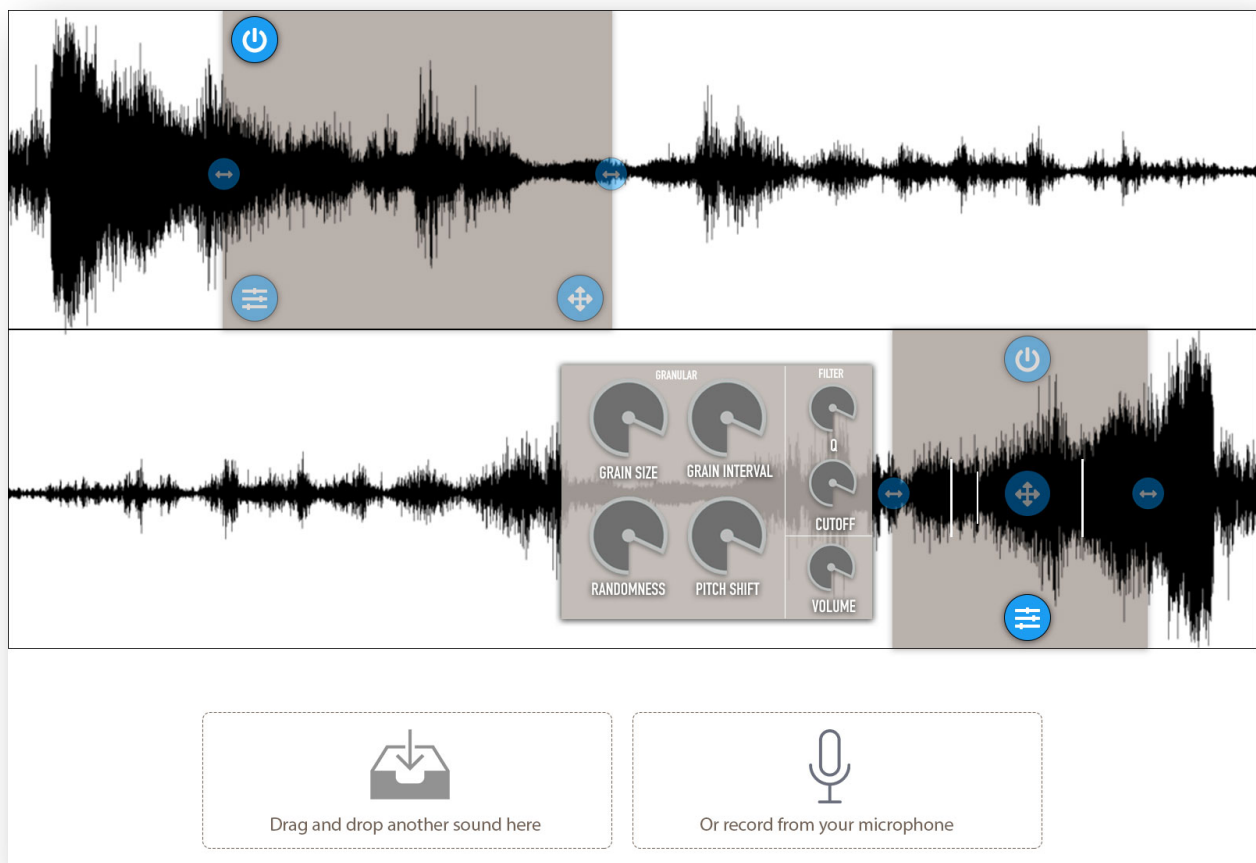 GRANULAR
FILTER
Q
GRAIN SIZE
GRAIN INTERVAL
CUTOFF
RANDOMNESS
PITCH SHIFT
VOLUME
Drag and drop another sound here
Or record from your microphone